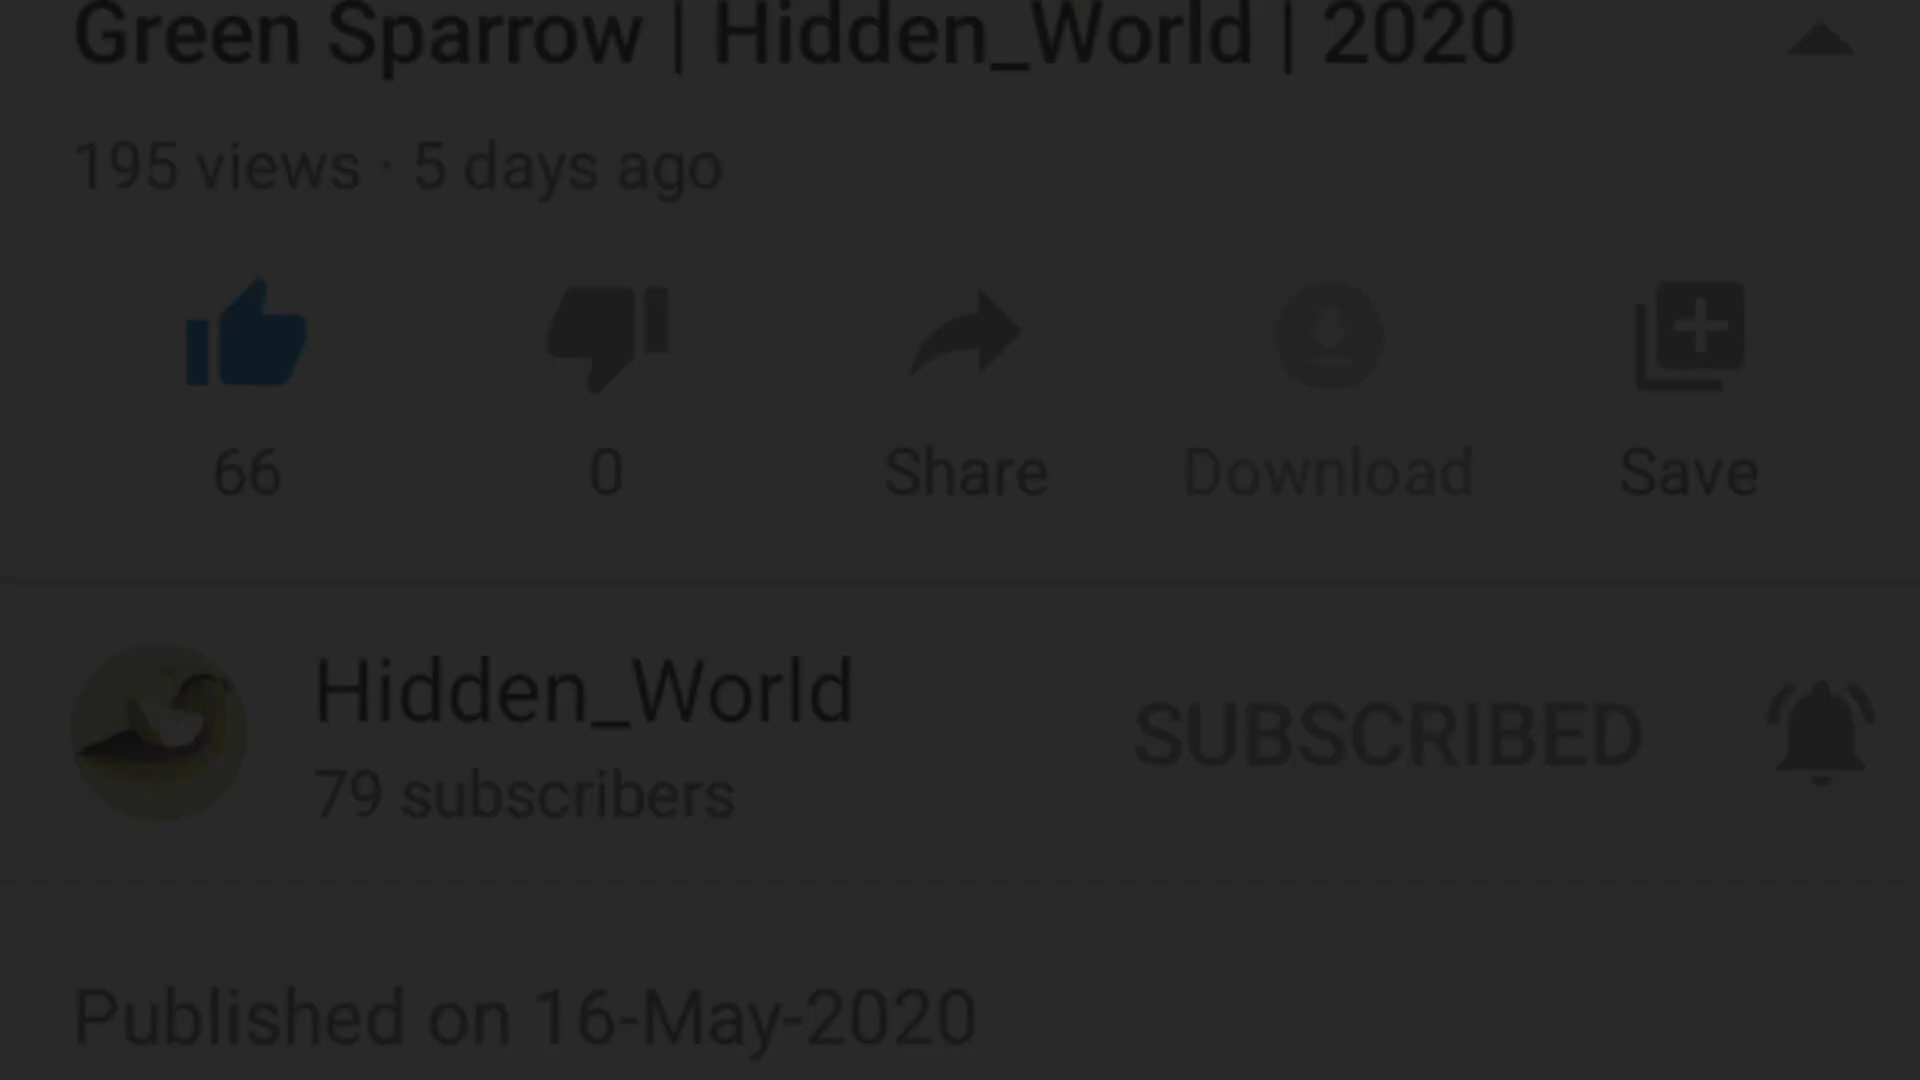 Green Sparrow | Hidden_World | 2020
195 views · 5 days ago
66 0 Share Download Save
Hidden_World SUBSCRIBED
79 subscribers
Published on 16-May-2020